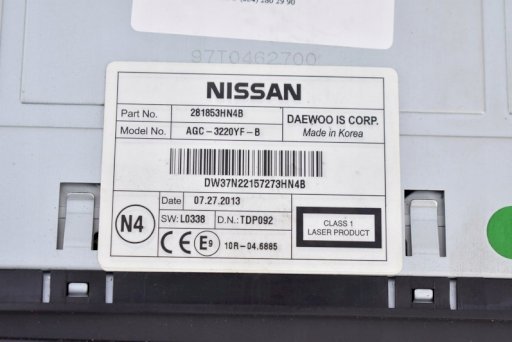 97T0462700
NISSAN
Part No. 281853HN4B
Model No. AGC-3220YF-B
DAEWOO IS CORP.
Made in Korea
DW37N22157273HN4B
N4
Date 07.27.2013
SW: L0338 D.N.: TDP092
CE E9 10R-04.6885
CLASS 1
LASER PRODUCT